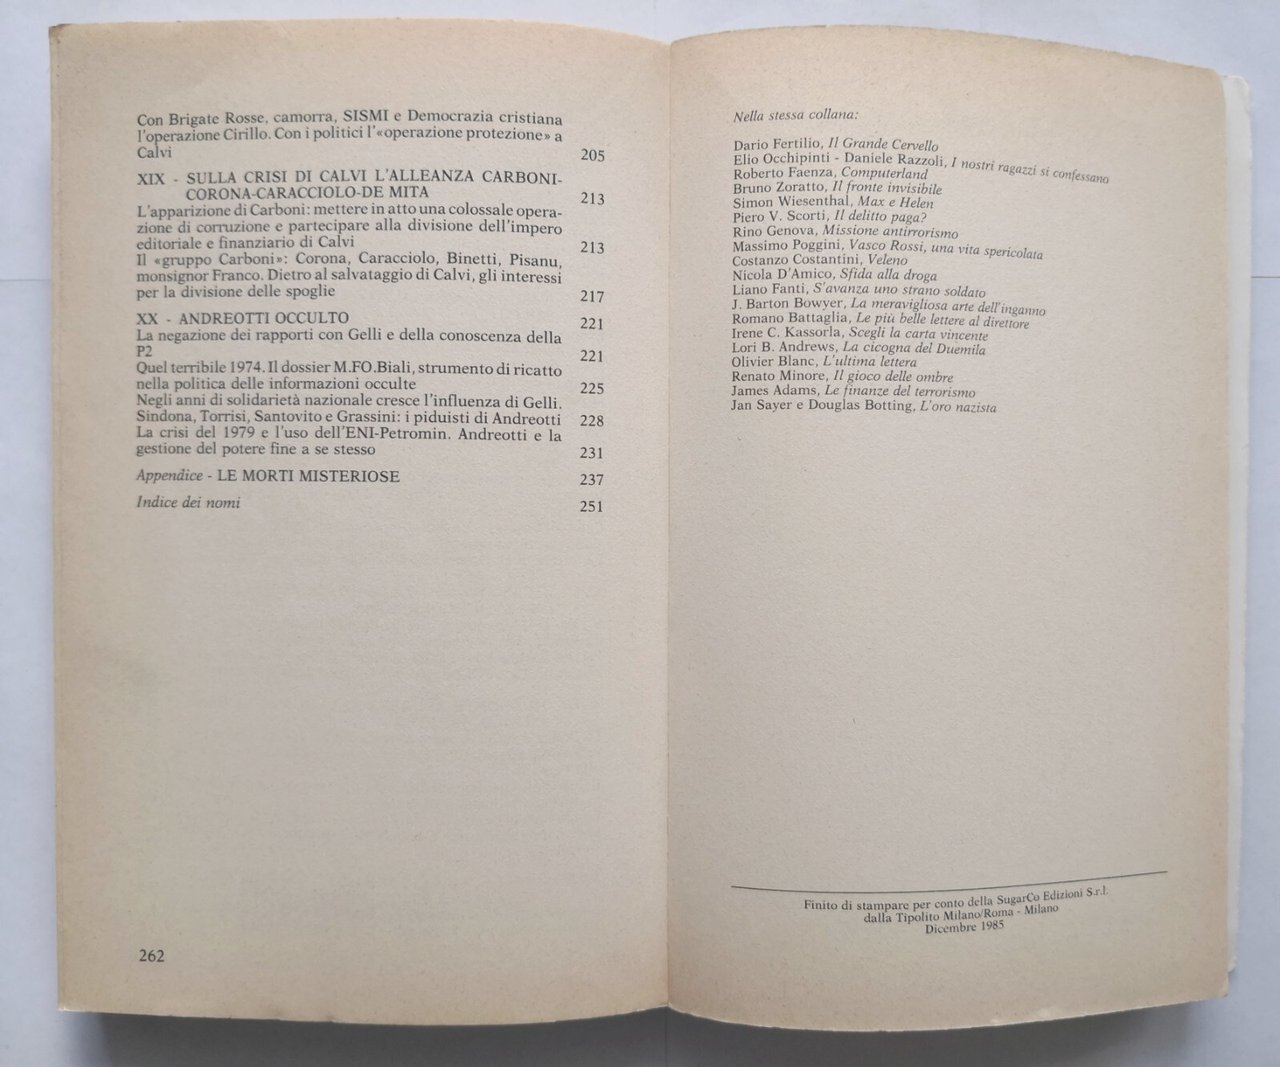 Con Brigate Rosse, camorra, SISMI e Democrazia cristiana
l'operazione Cirillo. Con i politici l'«operazione protezione» a
Calvi 205
XIX - SULLA CRISI DI CALVI L'ALLEANZA CARBONI-
CORONA-CARACCIOLO-DE MITA 213
L'apparizione di Carboni: mettere in atto una colossale opera-
zione di corruzione e partecipare alla divisione dell'impero
editoriale e finanziario di Calvi 213
Il «gruppo Carboni»: Corona, Caracciolo, Binetti, Pisanu,
monsignor Franco. Dietro al salvataggio di Calvi, gli interessi
per la divisione delle spoglie 217
XX - ANDREOTTI OCCULTO 221
La negazione dei rapporti con Gelli e della conoscenza della
P2 221
Quel terribile 1974. Il dossier M.FO.Biali, strumento di ricatto
nella politica delle informazioni occulte 225
Negli anni di solidarietà nazionale cresce l'influenza di Gelli.
Sindona, Torrisi, Santovito e Grassini: i piduisti di Andreotti 228
La crisi del 1979 e l'uso dell'ENI-Petromin. Andreotti e la
gestione del potere fine a se stesso 231
Appendice - LE MORTI MISTERIOSE 237
Indice dei nomi 251
262
Nella stessa collana:
Dario Fertilio, Il Grande Cervello
Elio Occhipinti - Daniele Razzoli, I nostri ragazzi si confessano
Roberto Faenza, Computerland
Bruno Zoratto, Il fronte invisibile
Simon Wiesenthal, Max e Helen
Piero V. Scorti, Il delitto paga?
Rino Genova, Missione antirrorismo
Massimo Poggini, Vasco Rossi, una vita spericolata
Costanzo Costantini, Veleno
Nicola D'Amico, Sfida alla droga
Liano Fanti, S'avanza uno strano soldato
J. Barton Bowyer, La meravigliosa arte dell'inganno
Romano Battaglia, Le più belle lettere al direttore
Irene C. Kassorla, Scegli la carta vincente
Lori B. Andrews, La cicogna del Duemila
Olivier Blanc, L'ultima lettera
Renato Minore, Il gioco delle ombre
James Adams, Le finanze del terrorismo
Jan Sayer e Douglas Botting, L'oro nazista
Finito di stampare per conto della SugarCo Edizioni S.r.l.
dalla Tipolito Milano/Roma - Milano
Dicembre 1985